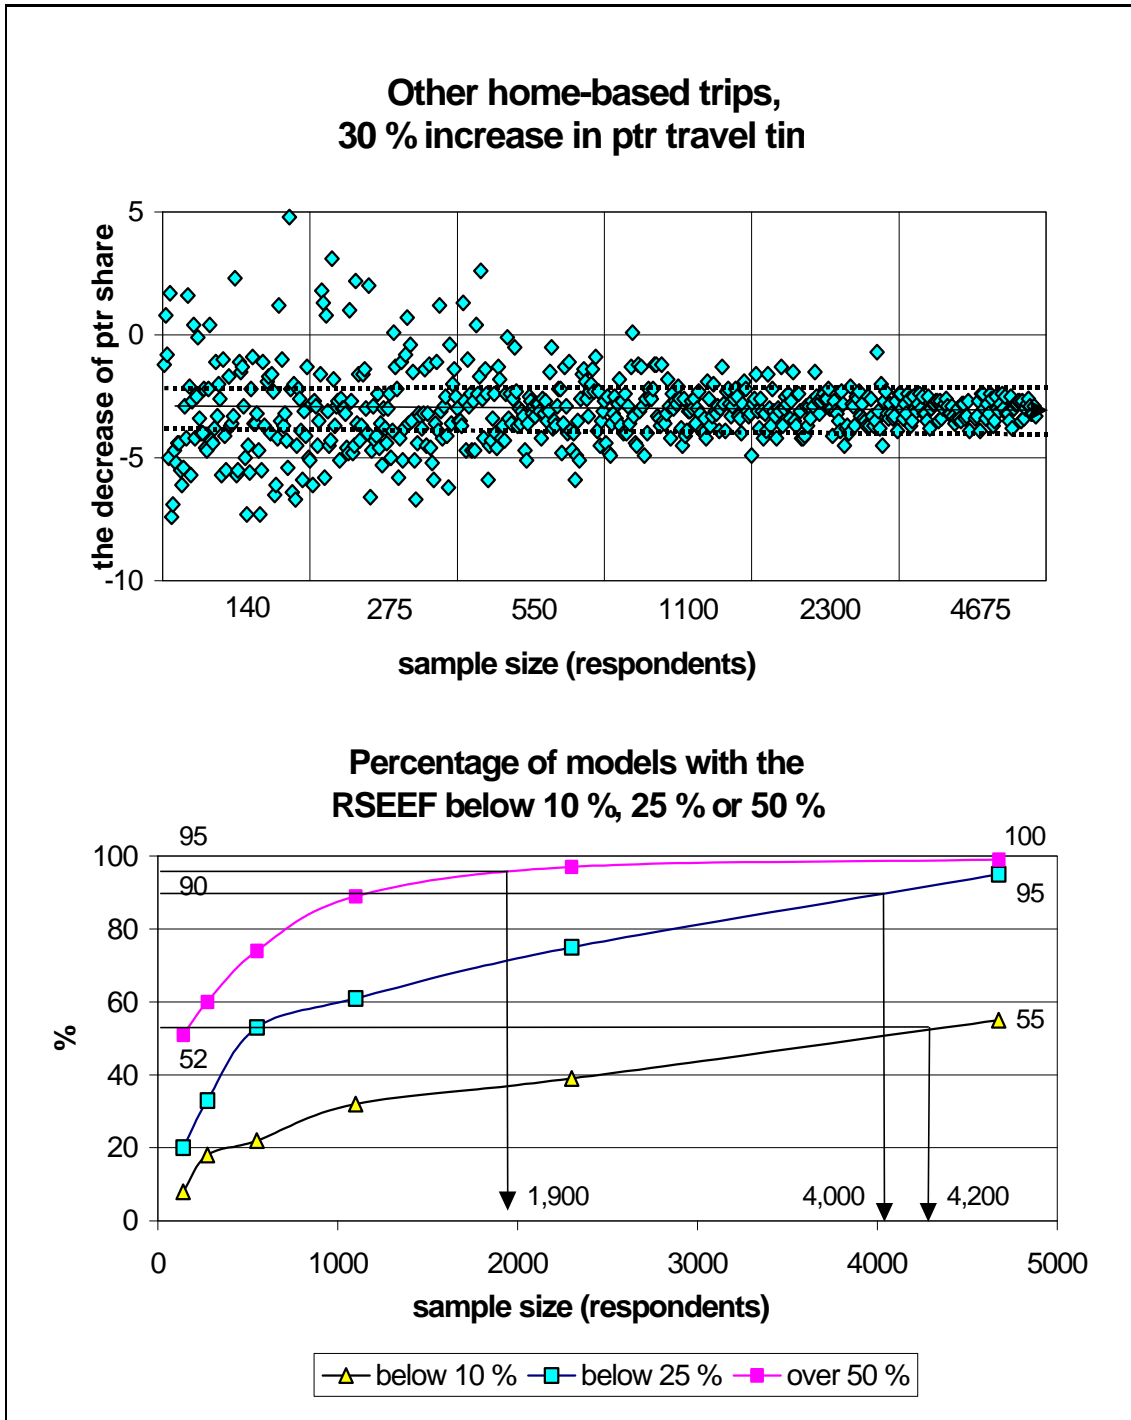 Other home-based trips,
30 % increase in ptr travel tin
the decrease of ptr share
5
0
-5
-10
140 275 550 1100 2300 4675
sample size (respondents)
Percentage of models with the
RSEEF below 10 %, 25 % or 50 %
95 100
100
90
95
80
60
55
52
%
40
20
1,900 4,000 4,200
0
0 1000 2000 3000 4000 5000
sample size (respondents)
below 10 % below 25 % over 50 %